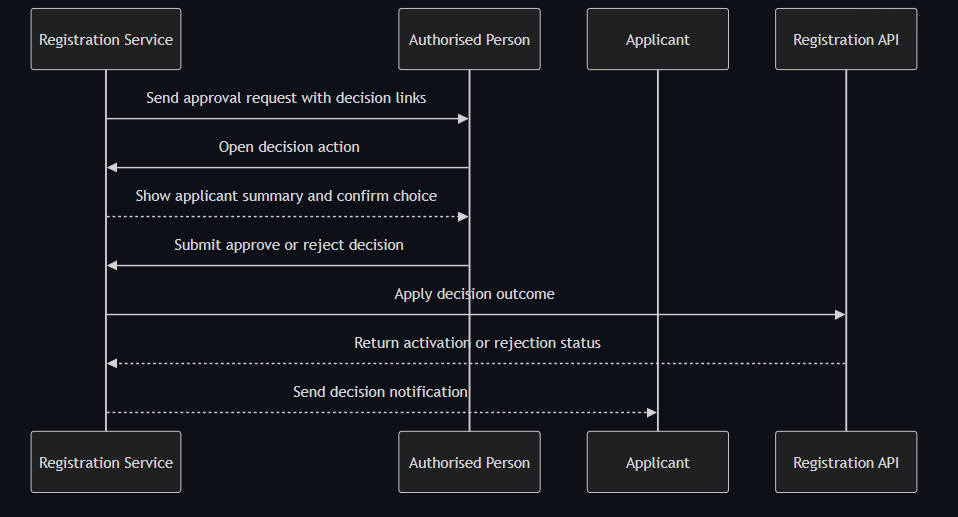 Registration Service
Authorised Person
Applicant
Registration API
Send approval request with decision links
Open decision action
Show applicant summary and confirm choice
Submit approve or reject decision
Apply decision outcome
Return activation or rejection status
Send decision notification
Registration Service
Authorised Person
Applicant
Registration API